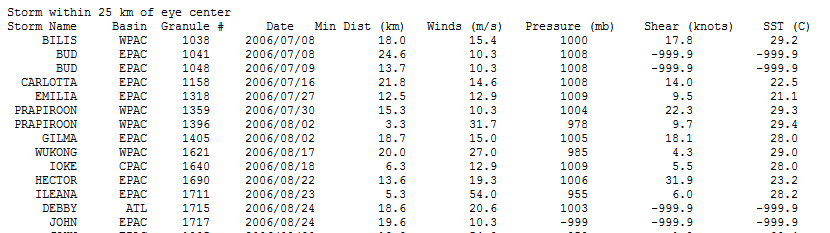 Storm within 25 km of eye center
Storm Name Basin Granule # Date Min Dist (km) Winds (m/s) Pressure (mb) Shear (knots) SST (C)
BILIS WPAC 1038 2006/07/08 18.0 15.4 1000 17.8 29.2
BUD EPAC 1041 2006/07/08 24.6 10.3 1008 -999.9 -999.9
BUD EPAC 1048 2006/07/09 13.7 10.3 1008 -999.9 -999.9
CARLOTTA EPAC 1158 2006/07/16 21.8 14.6 1008 14.0 22.5
EMILIA EPAC 1318 2006/07/27 12.5 12.9 1009 9.5 21.1
PRAPIROON WPAC 1359 2006/07/30 15.3 10.3 1004 22.3 29.3
PRAPIROON WPAC 1396 2006/08/02 3.3 31.7 978 9.7 29.4
GILMA EPAC 1405 2006/08/02 18.7 15.0 1005 18.1 28.0
WUKONG WPAC 1621 2006/08/17 20.0 27.0 985 4.3 29.0
IOKE CPAC 1640 2006/08/18 6.3 12.9 1009 5.5 28.0
HECTOR EPAC 1690 2006/08/22 13.6 19.3 1006 31.9 23.2
ILEANA EPAC 1711 2006/08/23 5.3 54.0 955 6.0 28.2
DEBBY ATL 1715 2006/08/24 18.6 20.6 1003 -999.9 -999.9
JOHN EPAC 1717 2006/08/24 19.6 10.3 -999 -999.9 -999.9